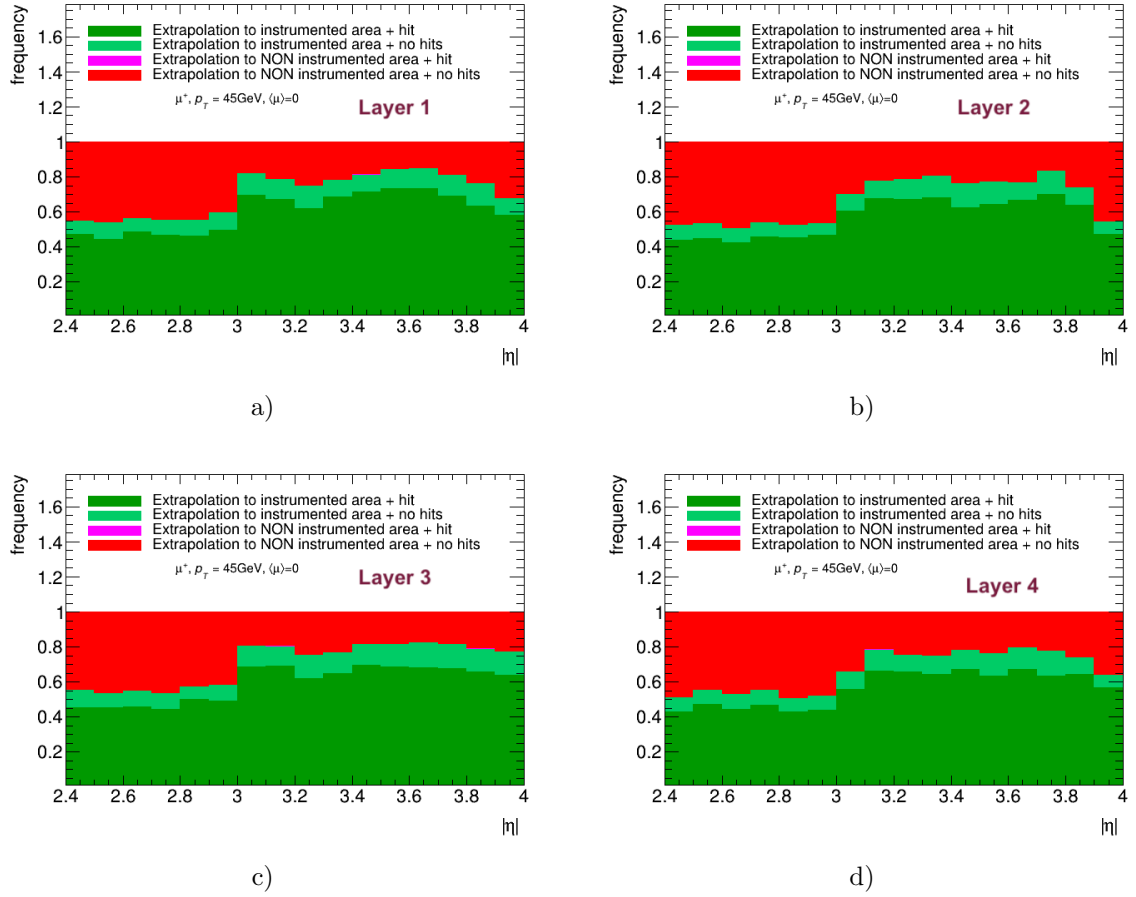 frequency
1.6
1.4
1.2
1
0.8
0.6
0.4
0.2
Extrapolation to instrumented area + hit
Extrapolation to instrumented area + no hits
Extrapolation to NON instrumented area + hit
Extrapolation to NON instrumented area + no hits
μ⁺, p_T = 45GeV, ⟨μ⟩=0
Layer 1
2.4 2.6 2.8 3 3.2 3.4 3.6 3.8 4
|η|
a)
frequency
1.6
1.4
1.2
1
0.8
0.6
0.4
0.2
Extrapolation to instrumented area + hit
Extrapolation to instrumented area + no hits
Extrapolation to NON instrumented area + hit
Extrapolation to NON instrumented area + no hits
μ⁺, p_T = 45GeV, ⟨μ⟩=0
Layer 2
2.4 2.6 2.8 3 3.2 3.4 3.6 3.8 4
|η|
b)
frequency
1.6
1.4
1.2
1
0.8
0.6
0.4
0.2
Extrapolation to instrumented area + hit
Extrapolation to instrumented area + no hits
Extrapolation to NON instrumented area + hit
Extrapolation to NON instrumented area + no hits
μ⁺, p_T = 45GeV, ⟨μ⟩=0
Layer 3
2.4 2.6 2.8 3 3.2 3.4 3.6 3.8 4
|η|
c)
frequency
1.6
1.4
1.2
1
0.8
0.6
0.4
0.2
Extrapolation to instrumented area + hit
Extrapolation to instrumented area + no hits
Extrapolation to NON instrumented area + hit
Extrapolation to NON instrumented area + no hits
μ⁺, p_T = 45GeV, ⟨μ⟩=0
Layer 4
2.4 2.6 2.8 3 3.2 3.4 3.6 3.8 4
|η|
d)